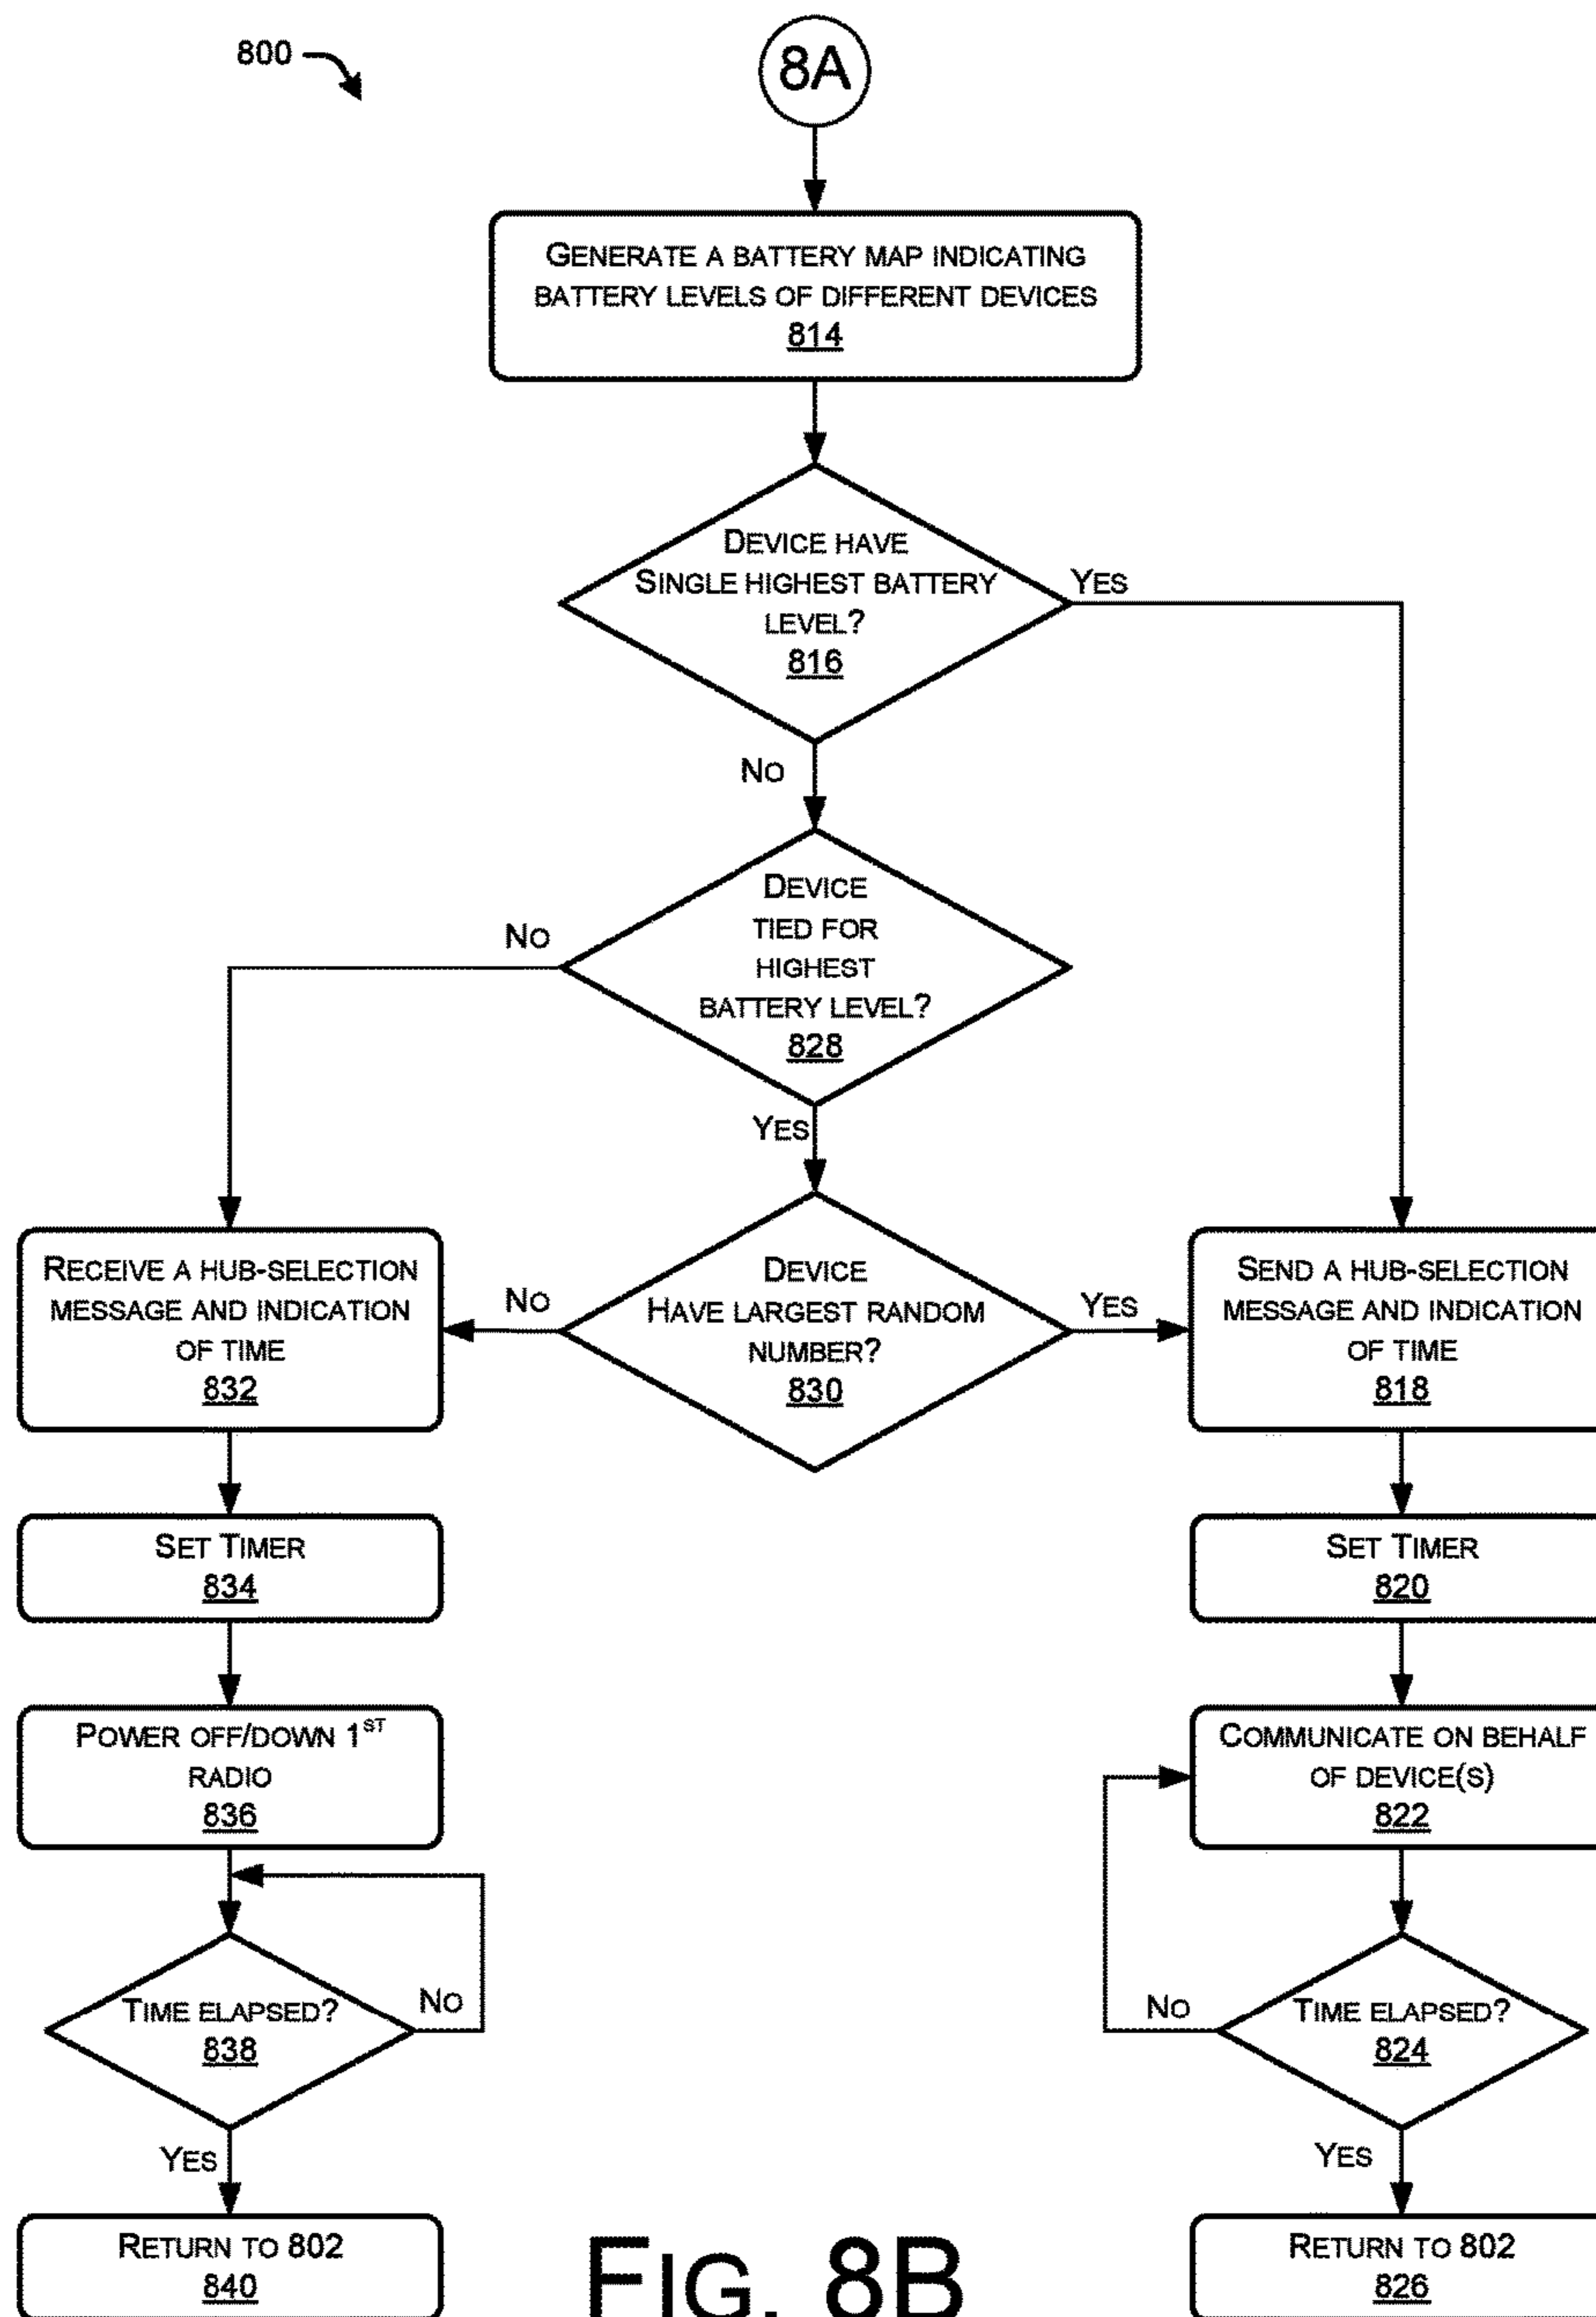 800
8A
GENERATE A BATTERY MAP INDICATING
BATTERY LEVELS OF DIFFERENT DEVICES
814
DEVICE HAVE
SINGLE HIGHEST BATTERY
LEVEL?
816
YES
NO
DEVICE
TIED FOR
HIGHEST
BATTERY LEVEL?
828
NO
YES
RECEIVE A HUB-SELECTION
MESSAGE AND INDICATION
OF TIME
832
NO
DEVICE
HAVE LARGEST RANDOM
NUMBER?
830
YES
SEND A HUB-SELECTION
MESSAGE AND INDICATION
OF TIME
818
SET TIMER
834
SET TIMER
820
POWER OFF/DOWN 1ST
RADIO
836
COMMUNICATE ON BEHALF
OF DEVICE(S)
822
TIME ELAPSED?
838
NO
NO
TIME ELAPSED?
824
YES
YES
RETURN TO 802
840
FIG. 8B
RETURN TO 802
826